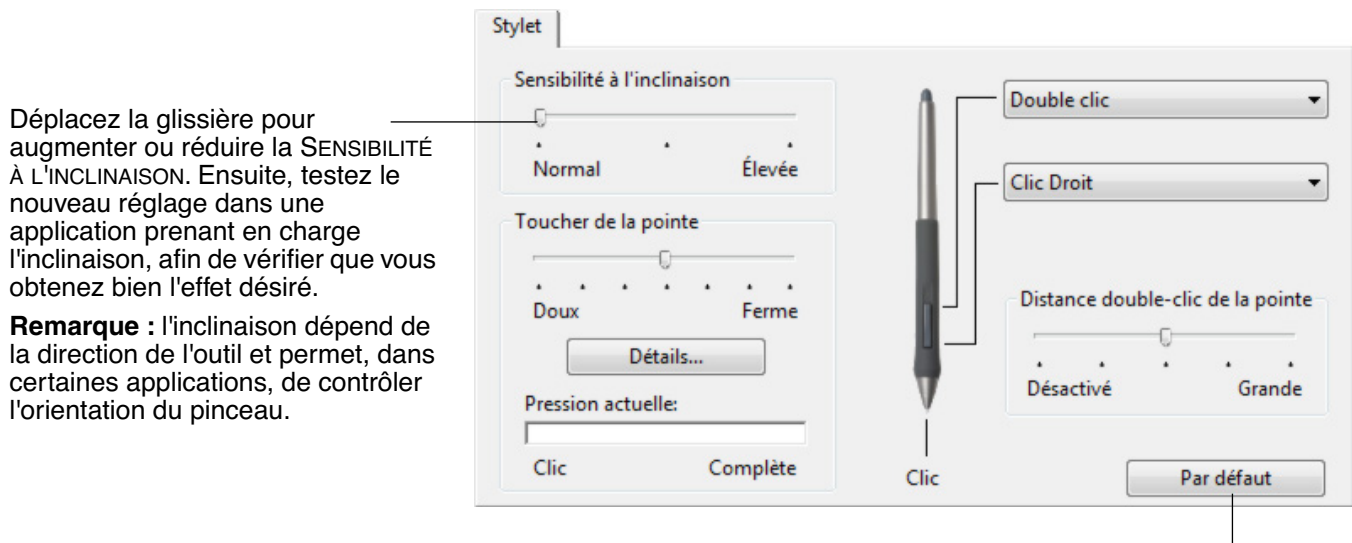 Déplacez la glissière pour
augmenter ou réduire la SENSIBILITÉ
À L'INCLINAISON. Ensuite, testez le
nouveau réglage dans une
application prenant en charge
l'inclinaison, afin de vérifier que vous
obtenez bien l'effet désiré.
Remarque : l'inclinaison dépend de
la direction de l'outil et permet, dans
certaines applications, de contrôler
l'orientation du pinceau.
Stylet
Sensibilité à l'inclinaison
Normal Élevée
Toucher de la pointe
Doux Ferme
Détails...
Pression actuelle:
Clic Complète
Double clic
Clic Droit
Clic
Distance double-clic de la pointe
Désactivé Grande
Par défaut